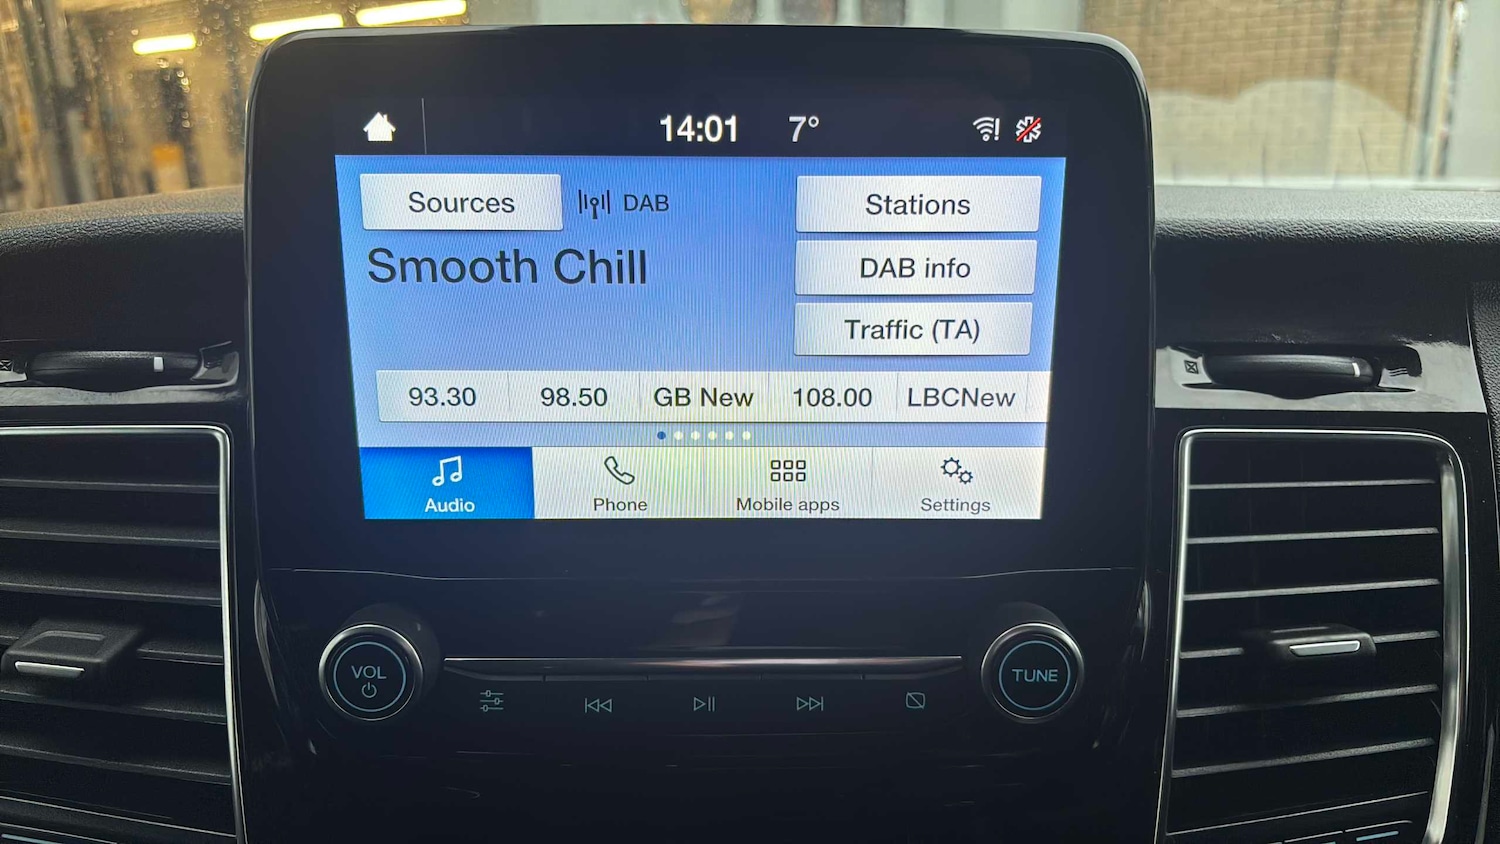 14:01 7°
Sources DAB Stations
Smooth Chill
DAB info
Traffic (TA)
93.30 98.50 GB New 108.00 LBCNew
Audio Phone Mobile apps Settings
VOL TUNE